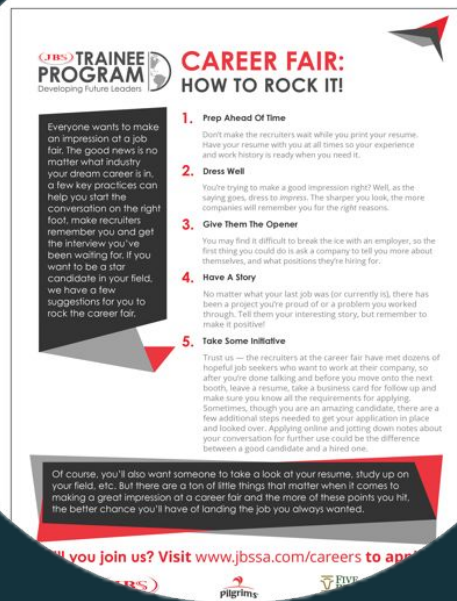 JBS TRAINEE
PROGRAM
Developing Future Leaders
CAREER FAIR:
HOW TO ROCK IT!
Everyone wants to make
an impression at a job
fair. The good news is no
matter what industry
your dream career is in,
a few key practices can
help you start the
conversation on the right
foot, make recruiters
remember you and get
the interview you've
been waiting for. If you
want to be a star
candidate in your field,
we have a few
suggestions for you to
rock the career fair.
1. Prep Ahead Of Time
Don't make the recruiters wait while you print your resume.
Have your resume with you at all times so your experience
and work history is ready when you need it.
2. Dress Well
You're trying to make a good impression right? Well, as the
saying goes, dress to impress. The sharper you look, the more
companies will remember you for the right reasons.
3. Give Them The Opener
You may find it difficult to break the ice with an employer, so the
first thing you could do is ask a company to tell you more about
themselves, and what positions they're hiring for.
4. Have A Story
No matter what your last job was (or currently is), there has
been a project you're proud of or a problem you worked
through. Tell them your interesting story, but remember to
make it positive!
5. Take Some Initiative
Trust us — the recruiters at the career fair have met dozens of
hopeful job seekers who want to work at their company, so
after you're done talking and before you move onto the next
booth, leave a resume, take a business card for follow up and
make sure you know all the requirements for applying.
Sometimes, though you are an amazing candidate, there are a
few additional steps needed to get your application in place
and looked over. Applying online and jotting down notes about
your conversation for further use could be the difference
between a good candidate and a hired one.
Of course, you'll also want someone to take a look at your resume, study up on
your field, etc. But there are a ton of little things that matter when it comes to
making a great impression at a career fair and the more of these points you hit,
the better chance you'll have of landing the job you always wanted.
you join us? Visit www.jbssa.com/careers to
JBS Pilgrim's FIVE